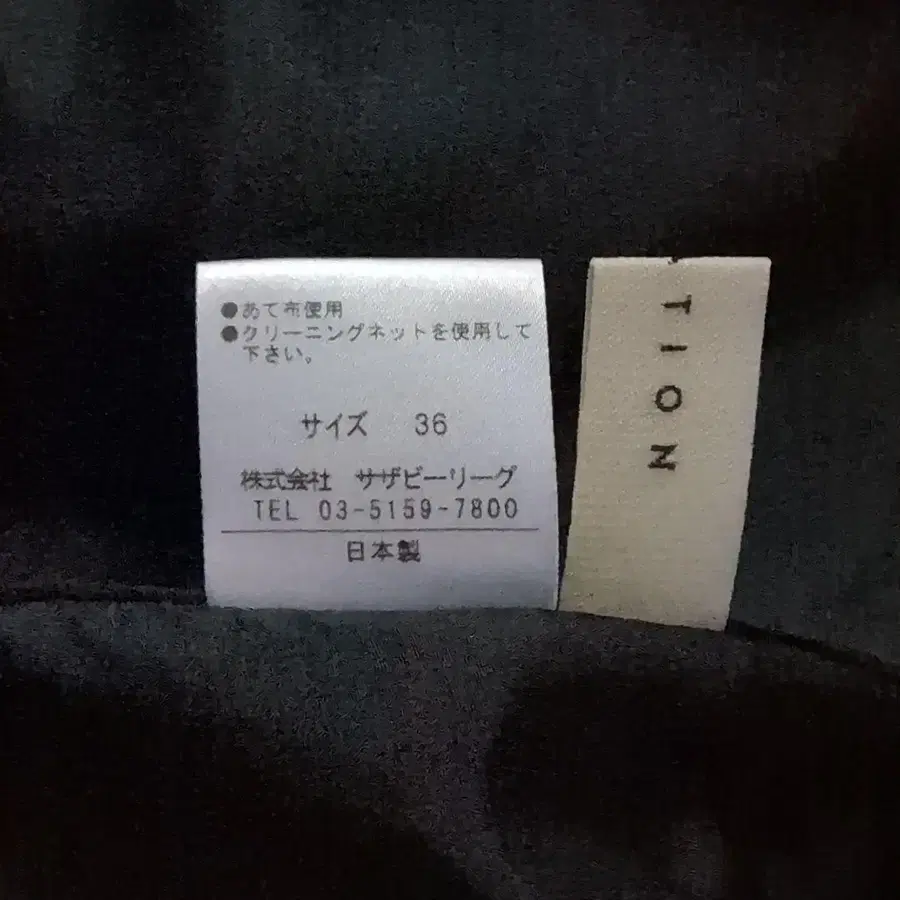 ●あて布使用
●クリーニングネットを使用して
下さい。
サイズ 36
株式会社 サザビーリーグ
TEL 03-5159-7800
日本製
TION